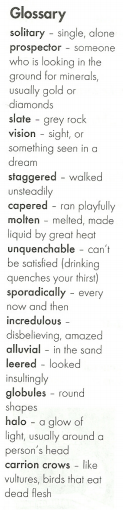 Glossary
solitary – single, alone
prospector – someone
who is looking in the
ground for minerals,
usually gold or
diamonds
slate – grey rock
vision – sight, or
something seen in a
dream
staggered – walked
unsteadily
capered – ran playfully
molten – melted, made
liquid by great heat
unquenchable – can't
be satisfied (drinking
quenches your thirst)
sporadically – every
now and then
incredulous –
disbelieving, amazed
alluvial – in the sand
leered – looked
insultingly
globules – round
shapes
halo – a glow of
light, usually around a
person's head
carrion crows – like
vultures, birds that eat
dead flesh